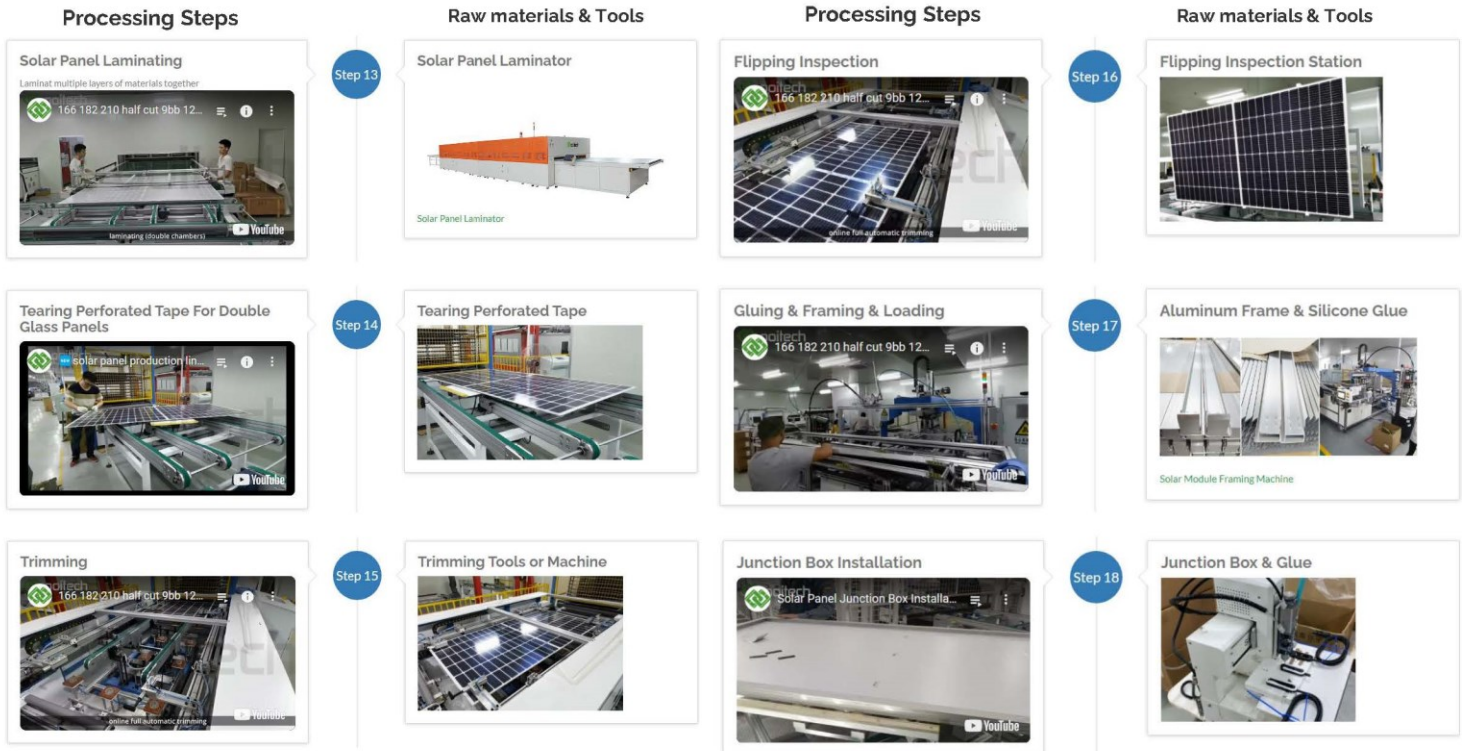 Processing Steps
Raw materials & Tools
Processing Steps
Raw materials & Tools
Solar Panel Laminating
Laminat multiple layers of materials together
166 182 210 half cut 9bb 12...
laminating (double chambers)
YouTube
Step 13
Solar Panel Laminator
Solar Panel Laminator
Tearing Perforated Tape For Double
Glass Panels
solar panel production lin...
YouTube
Step 14
Tearing Perforated Tape
Trimming
166 182 210 half cut 9bb 12...
online full automatic trimming
YouTube
Step 15
Trimming Tools or Machine
Flipping Inspection
166 182 210 half cut 9bb 12...
online full automatic trimming
YouTube
Step 16
Flipping Inspection Station
Gluing & Framing & Loading
166 182 210 half cut 9bb 12...
YouTube
Step 17
Aluminum Frame & Silicone Glue
Solar Module Framing Machine
Junction Box Installation
Solar Panel Junction Box Installa...
YouTube
Step 18
Junction Box & Glue